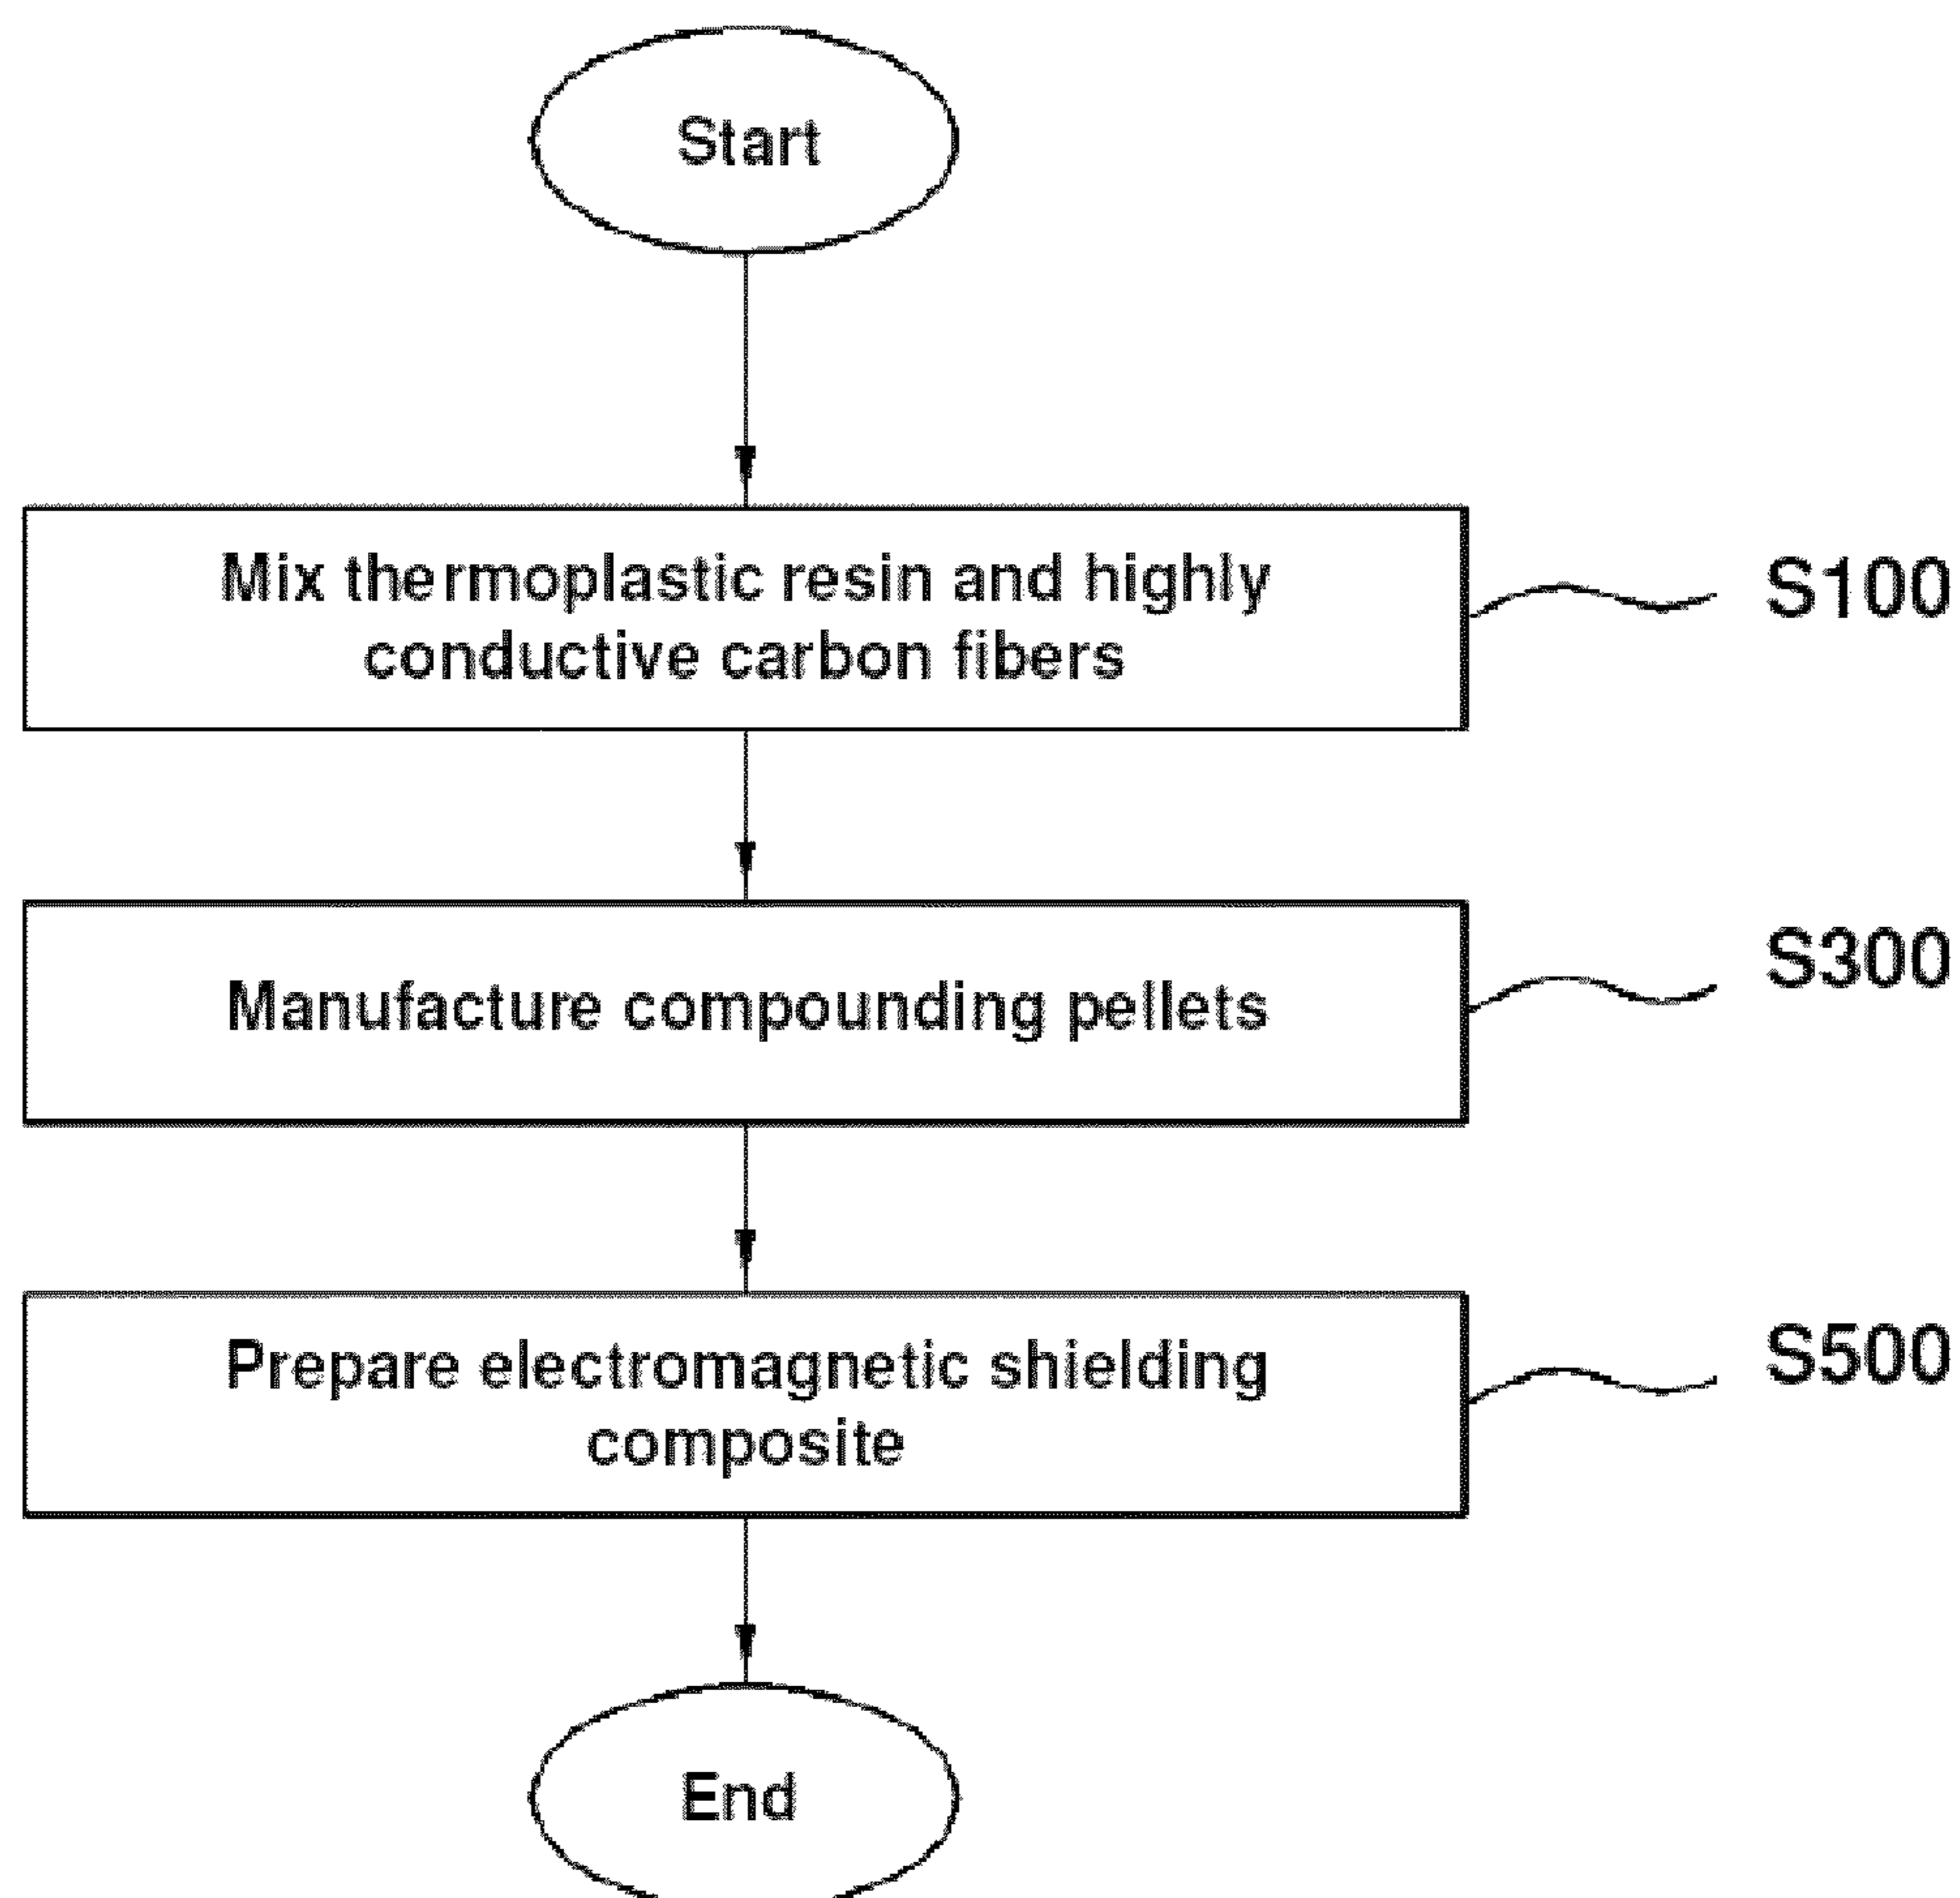 Start
Mix thermoplastic resin and highly
conductive carbon fibers
S100
Manufacture compounding pellets
S300
Prepare electromagnetic shielding
composite
S500
End